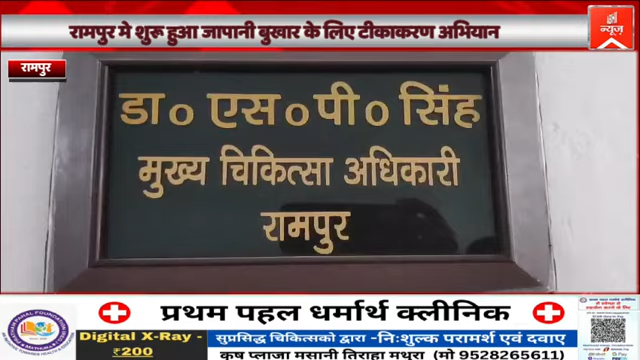 रामपुर मे शुरू हुआ जापानी बुखार के लिए टीकाकरण अभियान
न्यूज़
रामपुर
डा० एस०पी० सिंह
मुख्य चिकित्सा अधिकारी
रामपुर
प्रथम पहल धर्मार्थ क्लीनिक
Digital X-Ray - ₹200
सुप्रसिद्ध चिकित्सको द्वारा -निःशुल्क परामर्श एवं दवाए
कृष्णा प्लाजा मसानी तिराहा मथुरा (मो 9528265611)